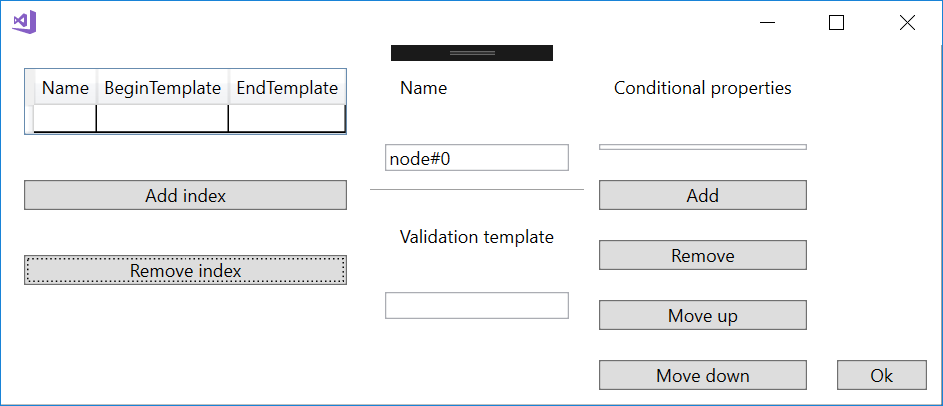 Name BeginTemplate EndTemplate
Add index
Remove index
Name
node#0
Validation template
Conditional properties
Add
Remove
Move up
Move down
Ok